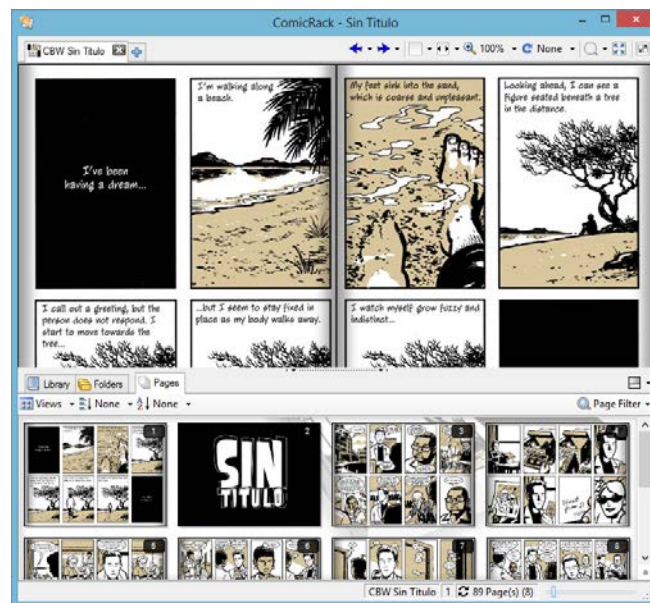 ComicRack - Sin Titulo
CBW Sin Titulo
100%
None
I've been
having a dream...
I'm walking along
a beach.
My feet sink into the sand,
which is coarse and unpleasant.
Looking ahead, I can see a
figure seated beneath a tree
in the distance.
I call out a greeting, but the
person does not respond. I
start to move towards the
tree...
...but I seem to stay fixed in
place as my body walks away.
I watch myself grow fuzzy and
indistinct...
Library
Folders
Pages
Views
None
None
Page Filter
1
2
3
SIN
TITULO
5
6
7
8
CBW Sin Titulo
1
89 Page(s) (8)